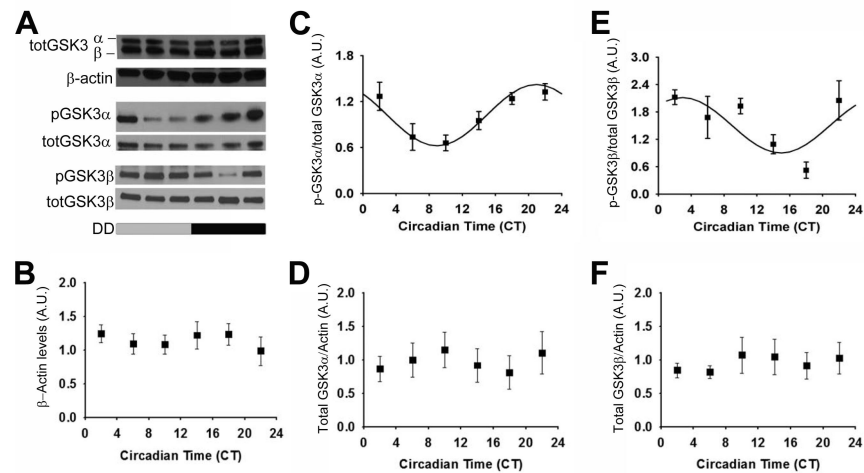 A
totGSK3 α –
β –
β-actin
pGSK3α
totGSK3α
pGSK3β
totGSK3β
DD
B
β–Actin levels (A.U.)
2.0
1.5
1.0
0.5
0.0
0 4 8 12 16 20 24
Circadian Time (CT)
C
p-GSK3α/total GSK3α (A.U.)
1.8
1.2
0.6
0.0
0 4 8 12 16 20 24
Circadian Time (CT)
D
Total GSK3α/Actin (A.U.)
2.0
1.5
1.0
0.5
0.0
0 4 8 12 16 20 24
Circadian Time (CT)
E
p-GSK3β/total GSK3β (A.U.)
3.0
2.4
1.8
1.2
0.6
0.0
0 4 8 12 16 20 24
Circadian Time (CT)
F
Total GSK3β/Actin (A.U.)
2.0
1.5
1.0
0.5
0.0
0 4 8 12 16 20 24
Circadian Time (CT)